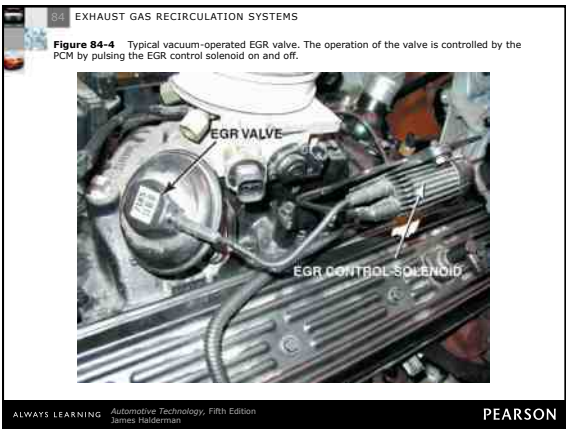 84 EXHAUST GAS RECIRCULATION SYSTEMS
Figure 84-4 Typical vacuum-operated EGR valve. The operation of the valve is controlled by the
PCM by pulsing the EGR control solenoid on and off.
EGR VALVE
EGR CONTROL SOLENOID
ALWAYS LEARNING
Automotive Technology, Fifth Edition
James Halderman
PEARSON